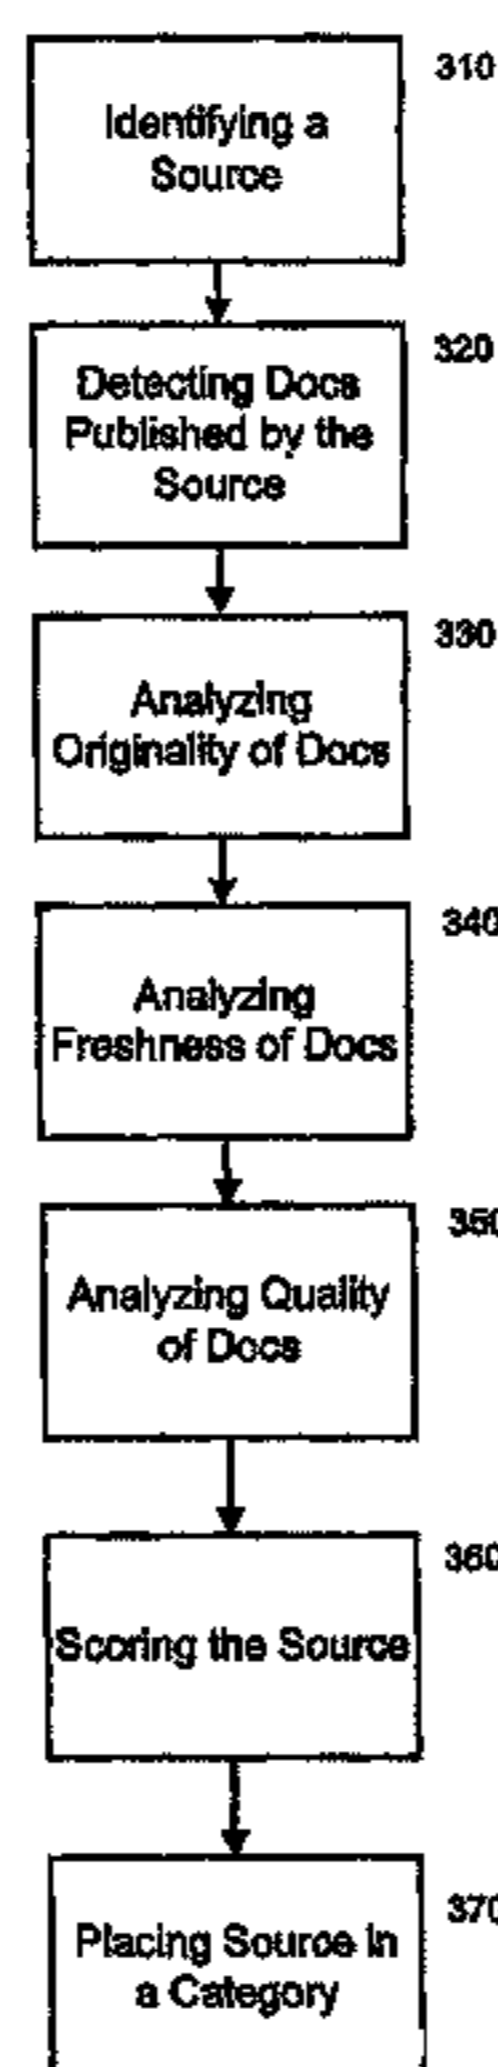 310
Identifying a
Source
320
Detecting Docs
Published by the
Source
330
Analyzing
Originality of Docs
340
Analyzing
Freshness of Docs
350
Analyzing Quality
of Docs
360
Scoring the Source
370
Placing Source in
a Category